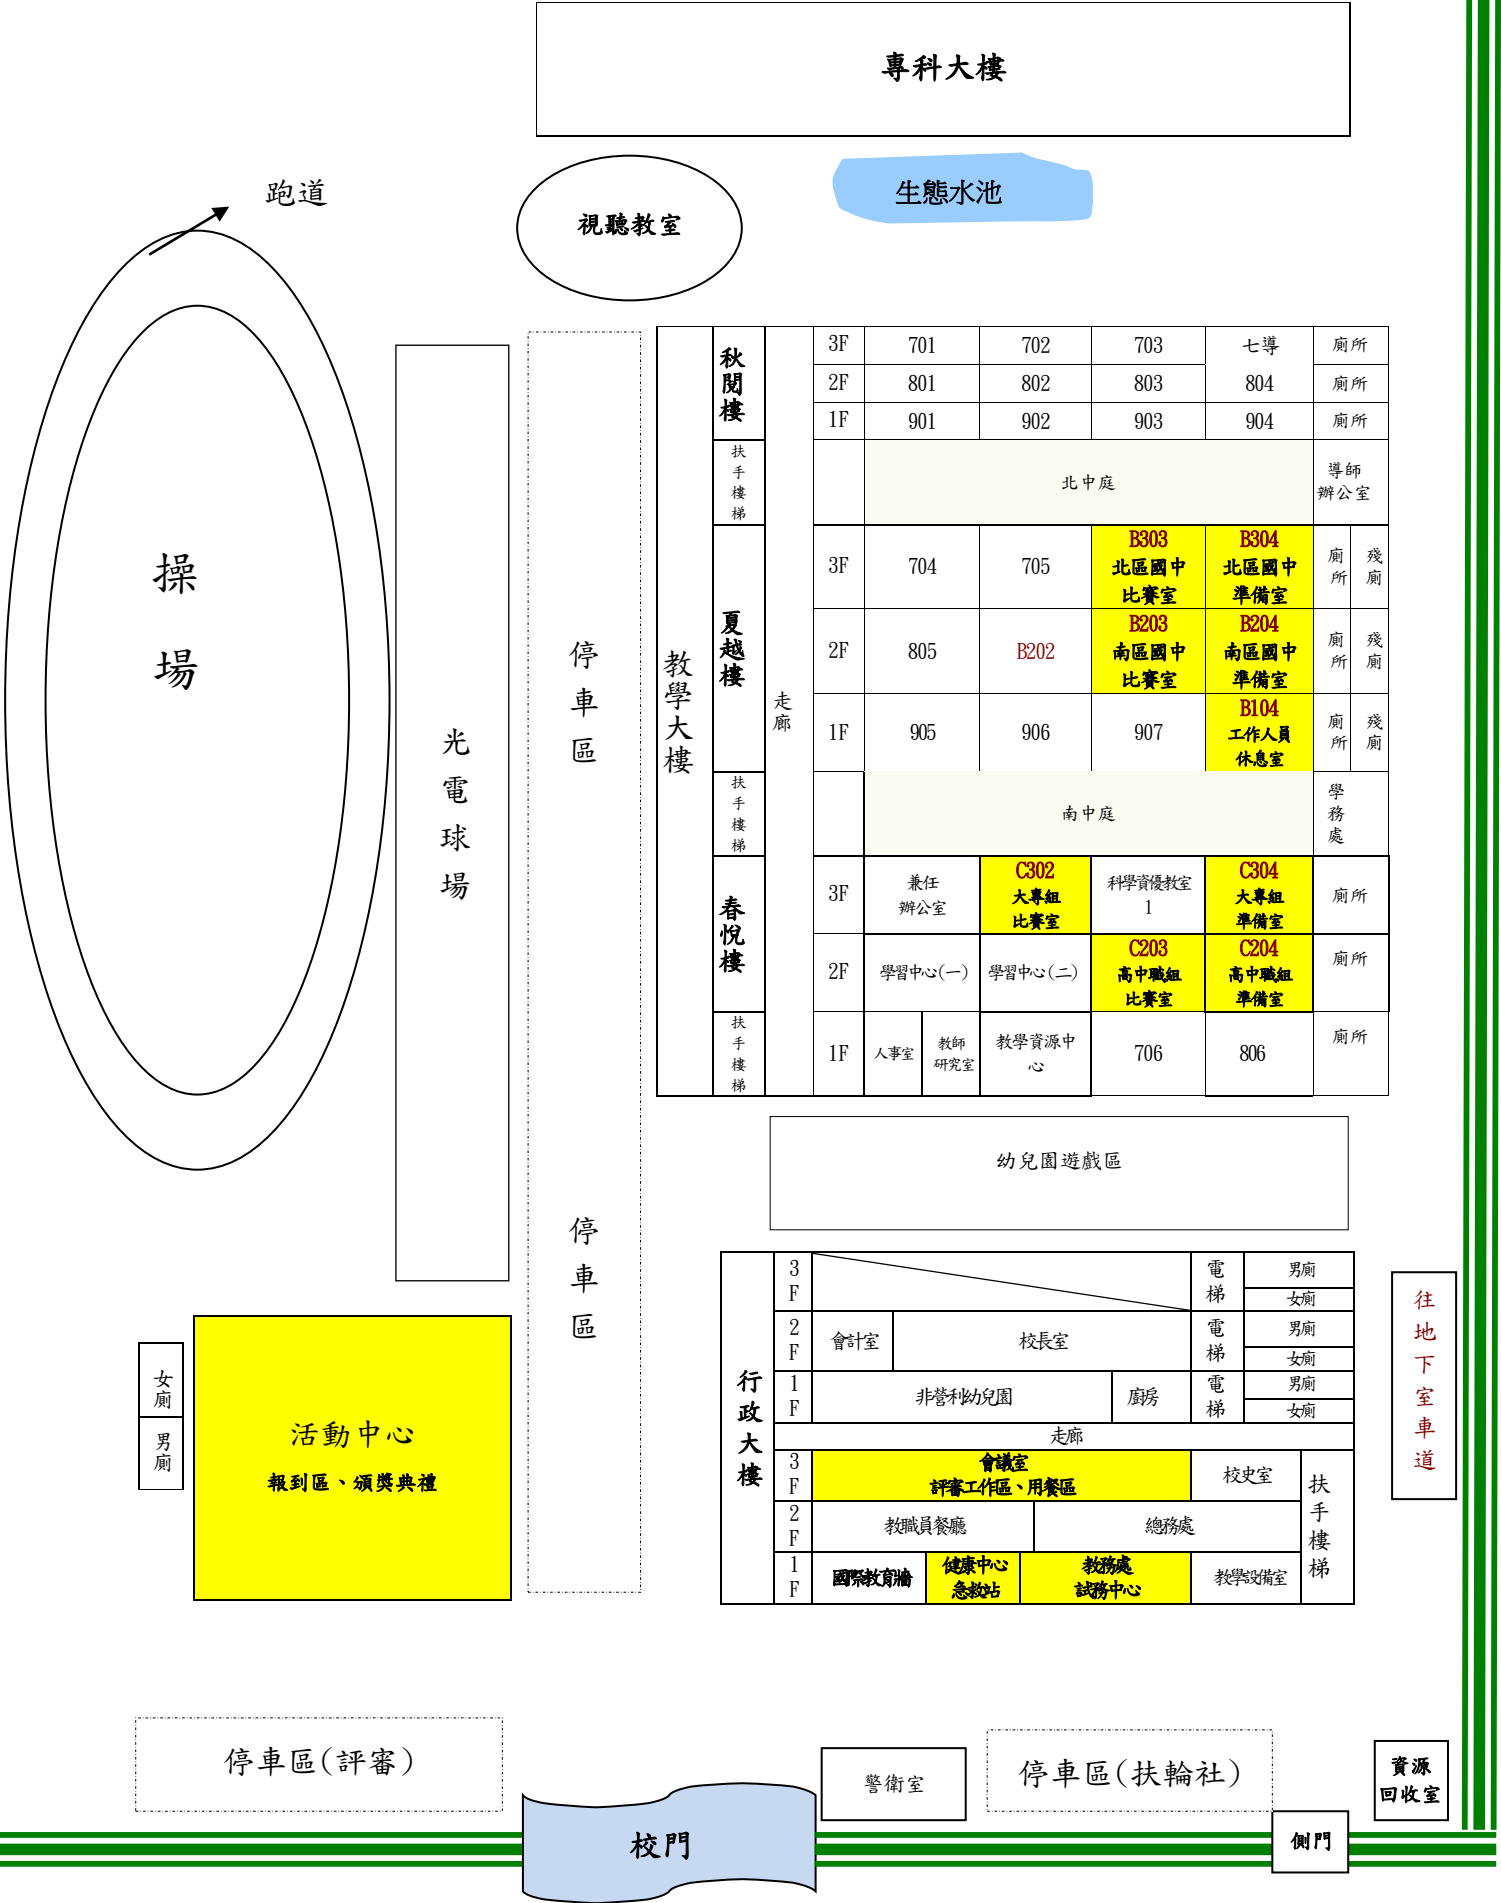 專科大樓
生態水池
跑道
視聽教室
操
場
光
電
球
場
停
車
區
停
車
區
教
學
大
樓
走
廊
秋
閱
樓
3F 701 702 703 七導 廁所
2F 801 802 803 804 廁所
1F 901 902 903 904 廁所
扶
手
樓
梯
北中庭
導師
辦公室
夏
越
樓
3F 704 705
B303
北區國中
比賽室
B304
北區國中
準備室
廁
所
殘
廁
2F 805 B202
B203
南區國中
比賽室
B204
南區國中
準備室
廁
所
殘
廁
1F 905 906 907
B104
工作人員
休息室
廁
所
殘
廁
扶
手
樓
梯
南中庭
學
務
處
春
悅
樓
3F
兼任
辦公室
C302
大專組
比賽室
科學資優教室
1
C304
大專組
準備室
廁所
2F 學習中心(一) 學習中心(二)
C203
高中職組
比賽室
C204
高中職組
準備室
廁所
扶
手
樓
梯
1F 人事室
教師
研究室
教學資源中
心
706 806 廁所
幼兒園遊戲區
行
政
大
樓
3
F
電
梯
男廁
女廁
2
F
會計室 校長室
電
梯
男廁
女廁
1
F
非營利幼兒園 廚房
電
梯
男廁
女廁
走廊
3
F
會議室
評審工作區、用餐區
校史室
扶
手
樓
梯
2
F
教職員餐廳 總務處
1
F
國際教育牆
健康中心
急救站
教務處
試務中心
教學設備室
往
地
下
室
車
道
女
廁
男
廁
活動中心
報到區、頒獎典禮
停車區(評審)
警衛室
停車區(扶輪社)
資源
回收室
校門
側門